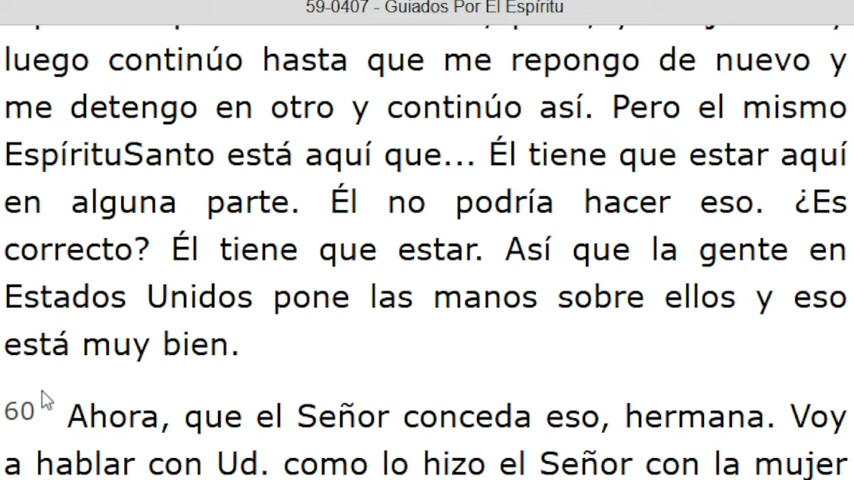 59-0407 - Guiados Por El Espíritu
luego continúo hasta que me repongo de nuevo y
me detengo en otro y continúo así. Pero el mismo
EspírituSanto está aquí que... Él tiene que estar aquí
en alguna parte. Él no podría hacer eso. ¿Es
correcto? Él tiene que estar. Así que la gente en
Estados Unidos pone las manos sobre ellos y eso
está muy bien.
60 Ahora, que el Señor conceda eso, hermana. Voy
a hablar con Ud. como lo hizo el Señor con la mujer